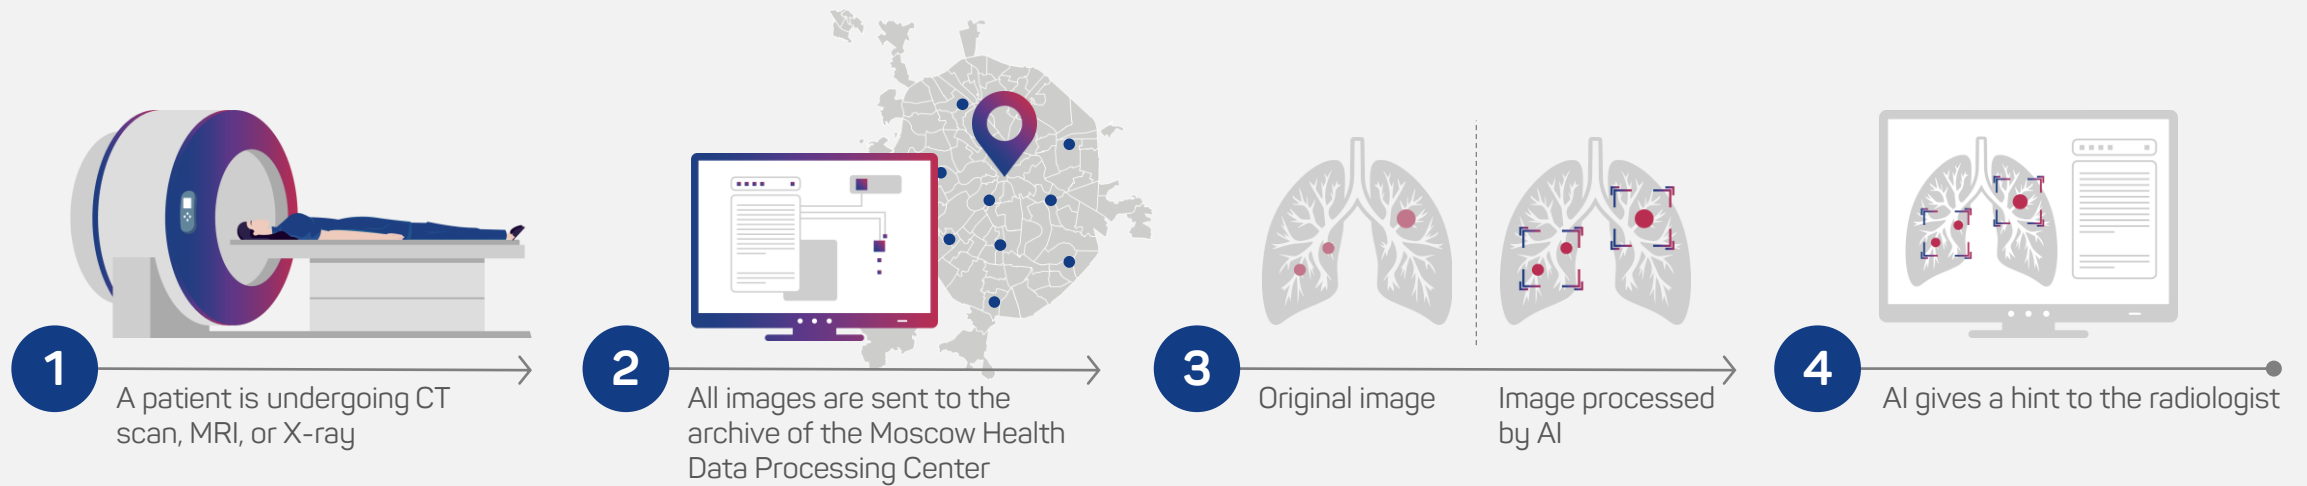 1
A patient is undergoing CT
scan, MRI, or X-ray
2
All images are sent to the
archive of the Moscow Health
Data Processing Center
3
Original image
Image processed
by AI
4
AI gives a hint to the radiologist